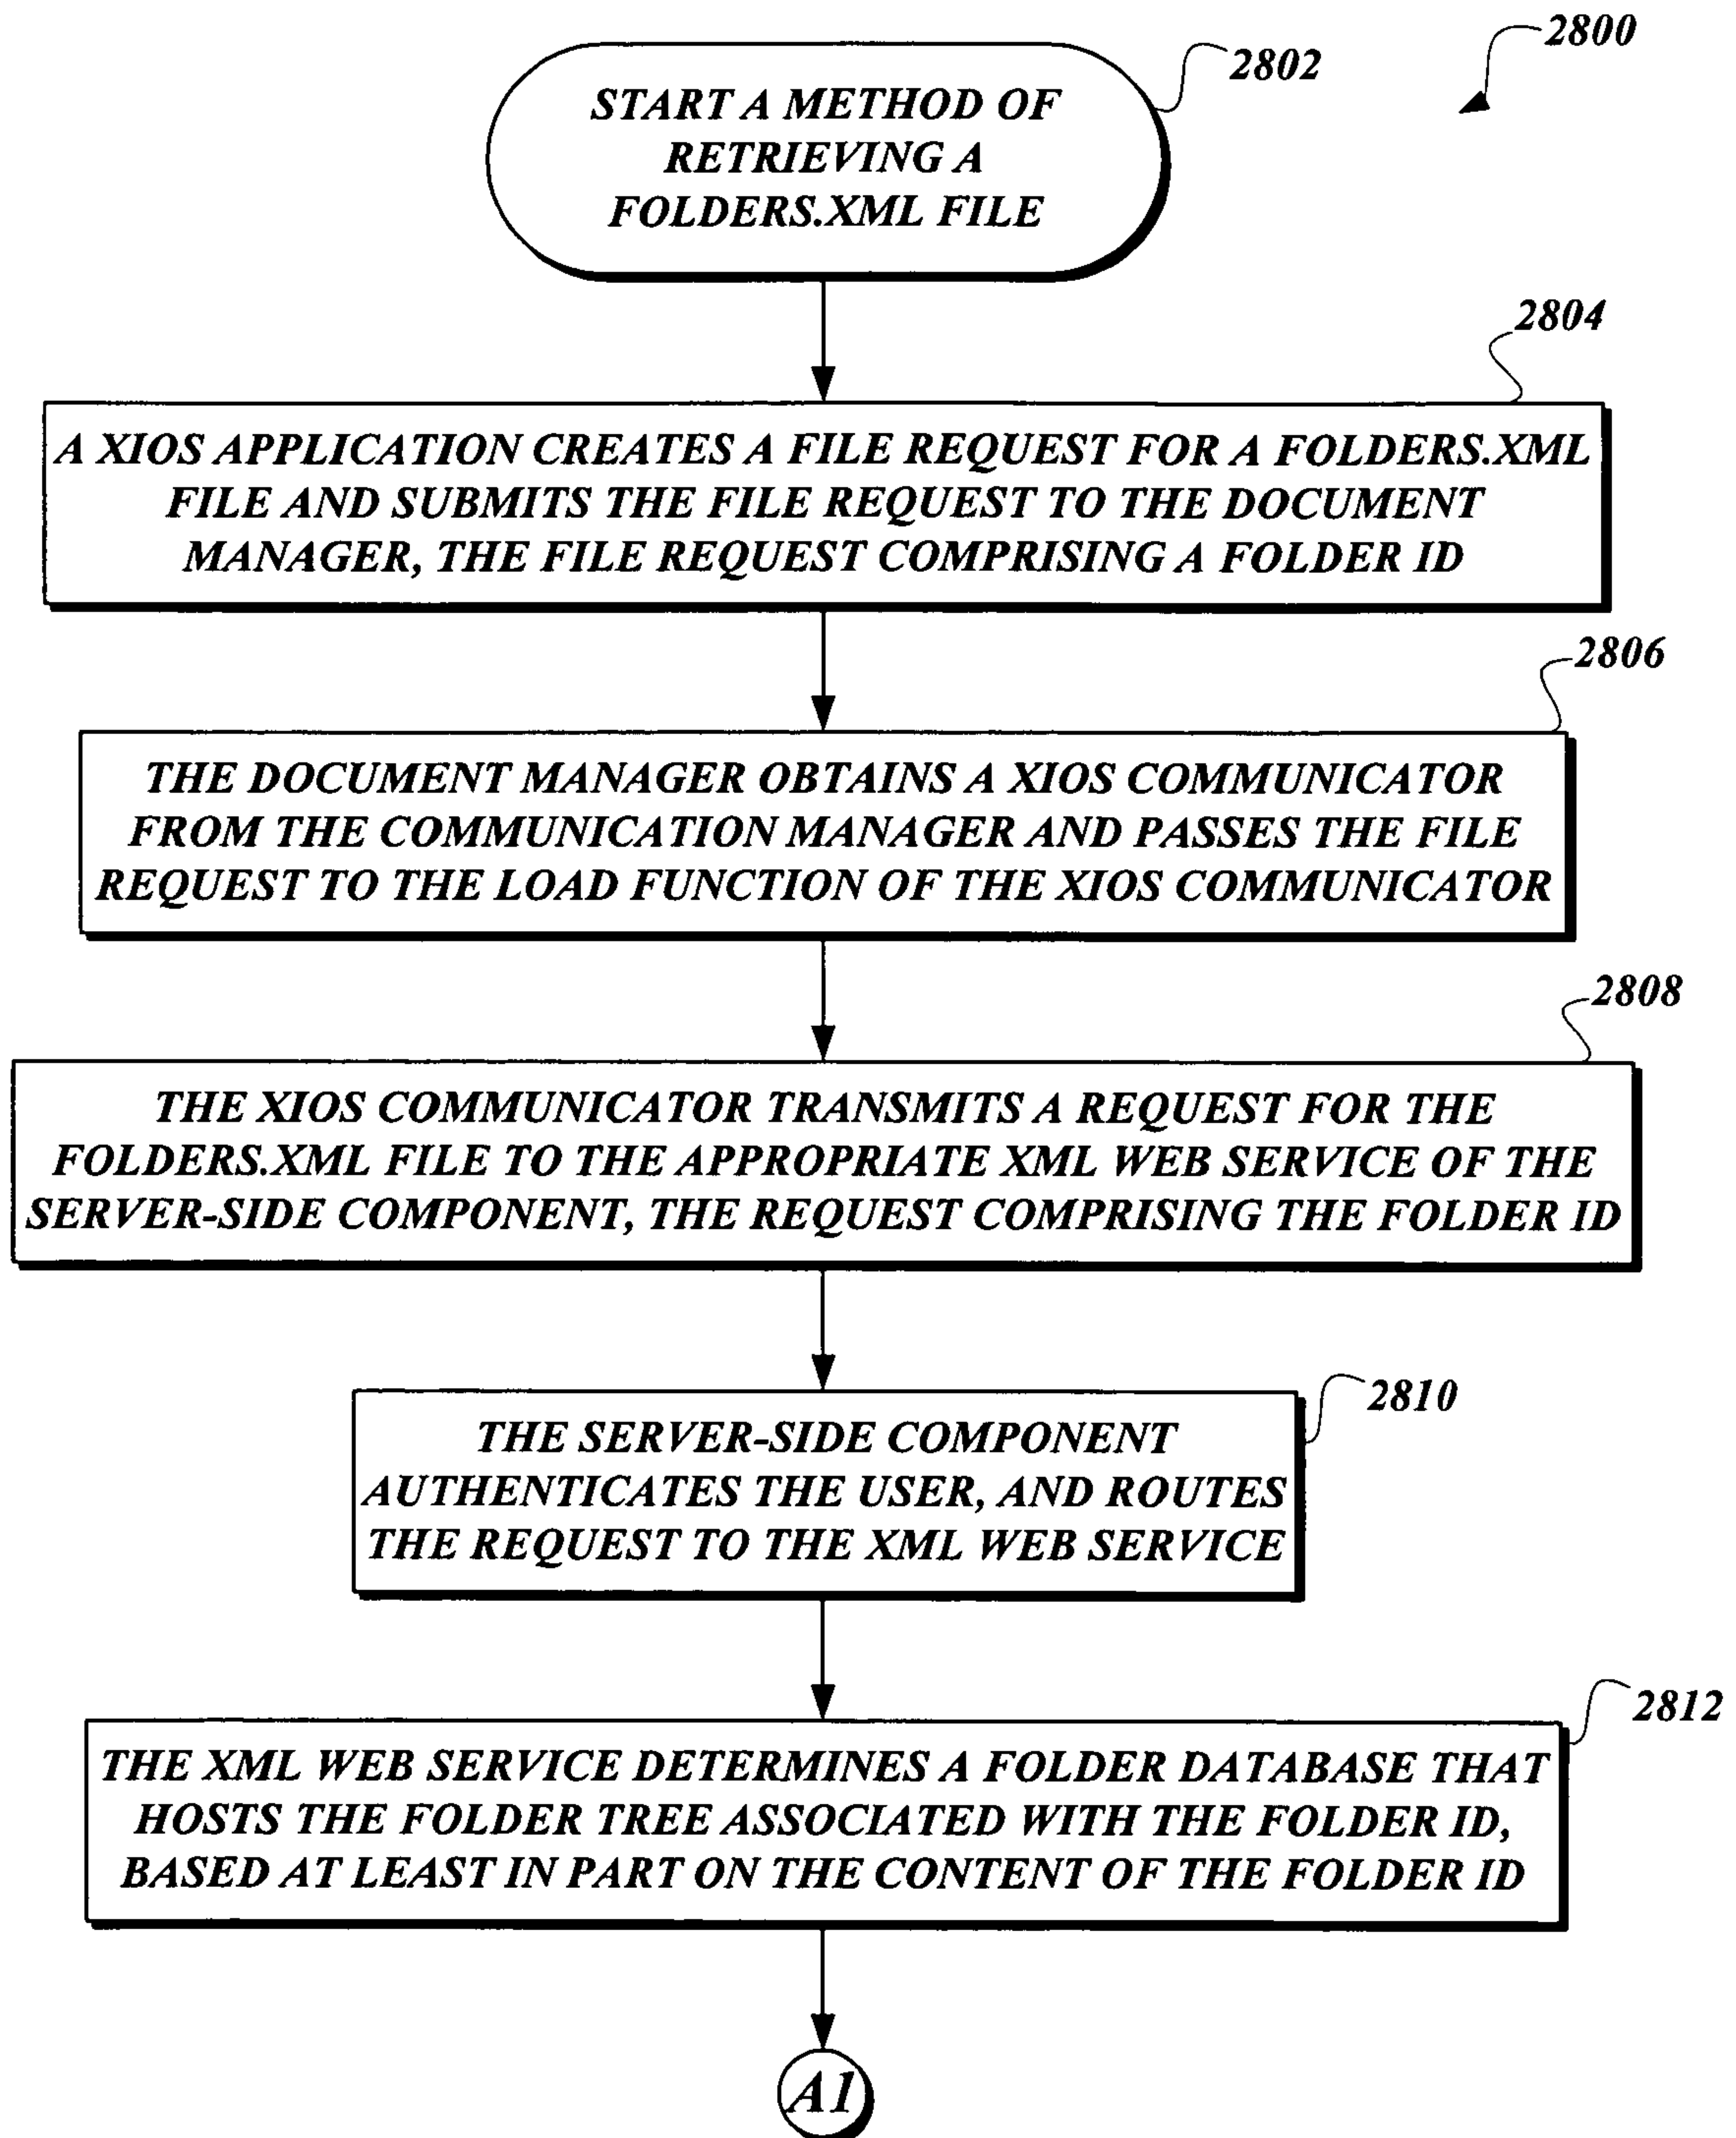 2800
2802
START A METHOD OF
RETRIEVING A
FOLDERS.XML FILE
2804
A XIOS APPLICATION CREATES A FILE REQUEST FOR A FOLDERS.XML
FILE AND SUBMITS THE FILE REQUEST TO THE DOCUMENT
MANAGER, THE FILE REQUEST COMPRISING A FOLDER ID
2806
THE DOCUMENT MANAGER OBTAINS A XIOS COMMUNICATOR
FROM THE COMMUNICATION MANAGER AND PASSES THE FILE
REQUEST TO THE LOAD FUNCTION OF THE XIOS COMMUNICATOR
2808
THE XIOS COMMUNICATOR TRANSMITS A REQUEST FOR THE
FOLDERS.XML FILE TO THE APPROPRIATE XML WEB SERVICE OF THE
SERVER-SIDE COMPONENT, THE REQUEST COMPRISING THE FOLDER ID
2810
THE SERVER-SIDE COMPONENT
AUTHENTICATES THE USER, AND ROUTES
THE REQUEST TO THE XML WEB SERVICE
2812
THE XML WEB SERVICE DETERMINES A FOLDER DATABASE THAT
HOSTS THE FOLDER TREE ASSOCIATED WITH THE FOLDER ID,
BASED AT LEAST IN PART ON THE CONTENT OF THE FOLDER ID
A1